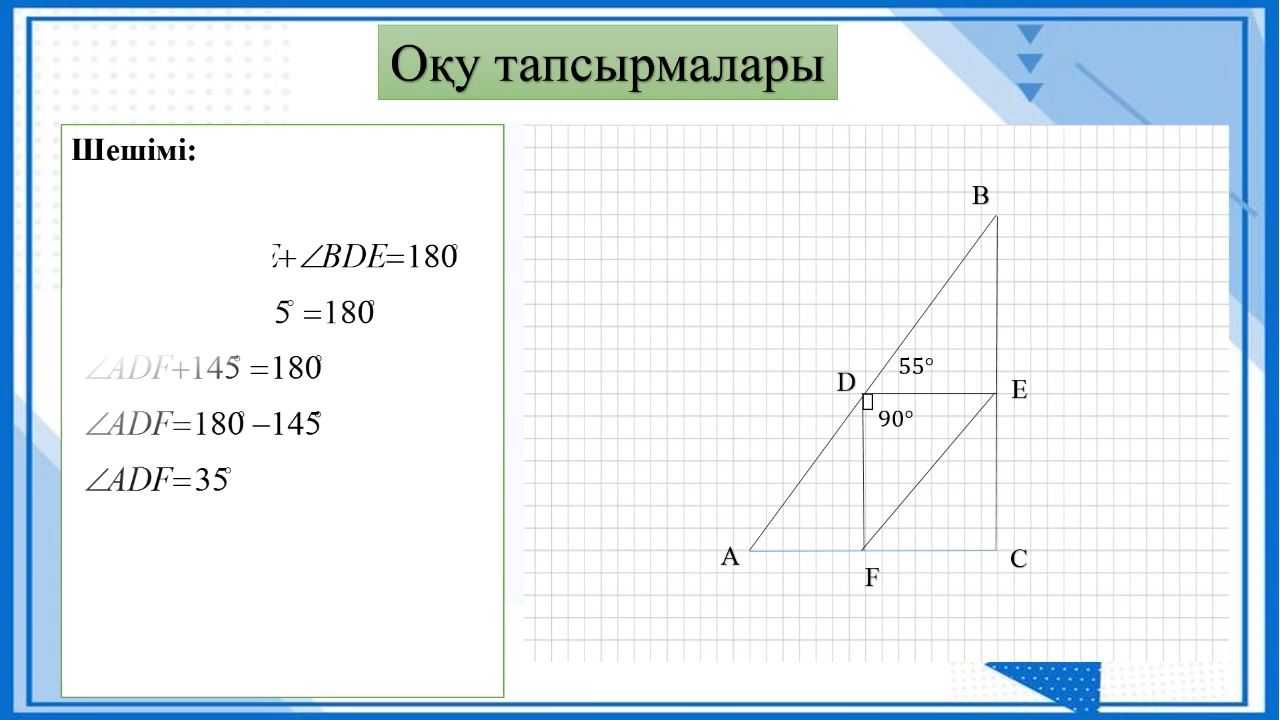 Оқу тапсырмалары
Шешімі:
+∠BDE=180°
5° =180°
∠ADF+145° =180°
∠ADF=180° −145°
∠ADF=35°
B
55°
D
E
90°
A
F
C